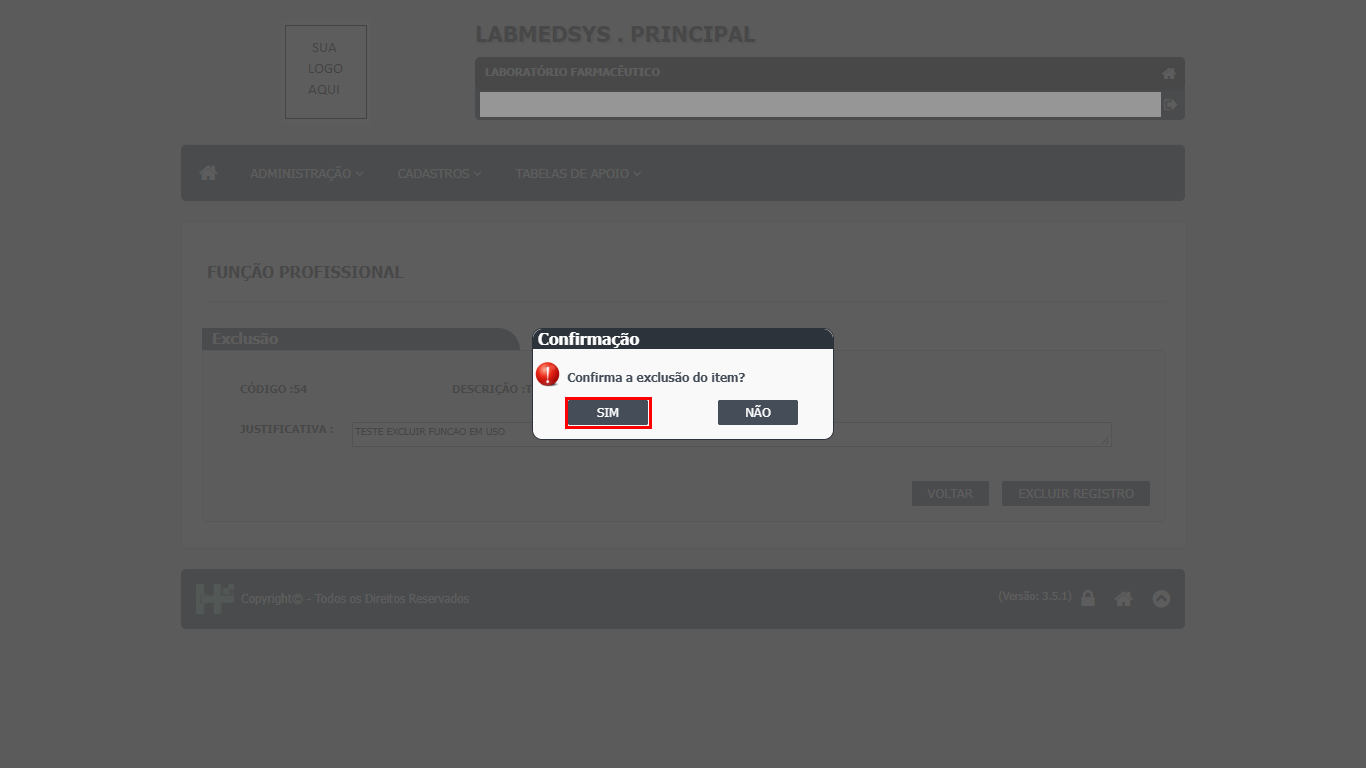 SUA
LOGO
AQUI
LABMEDSYS . PRINCIPAL
LABORATÓRIO FARMACÊUTICO
ADMINISTRAÇÃO
CADASTROS
TABELAS DE APOIO
FUNÇÃO PROFISSIONAL
Exclusão
Confirmação
Confirma a exclusão do item?
SIM
NÃO
CÓDIGO :54
DESCRIÇÃO :T
JUSTIFICATIVA :
TESTE EXCLUIR FUNCAO EM USO
VOLTAR
EXCLUIR REGISTRO
Copyright© - Todos os Direitos Reservados
(Versão: 3.5.1)